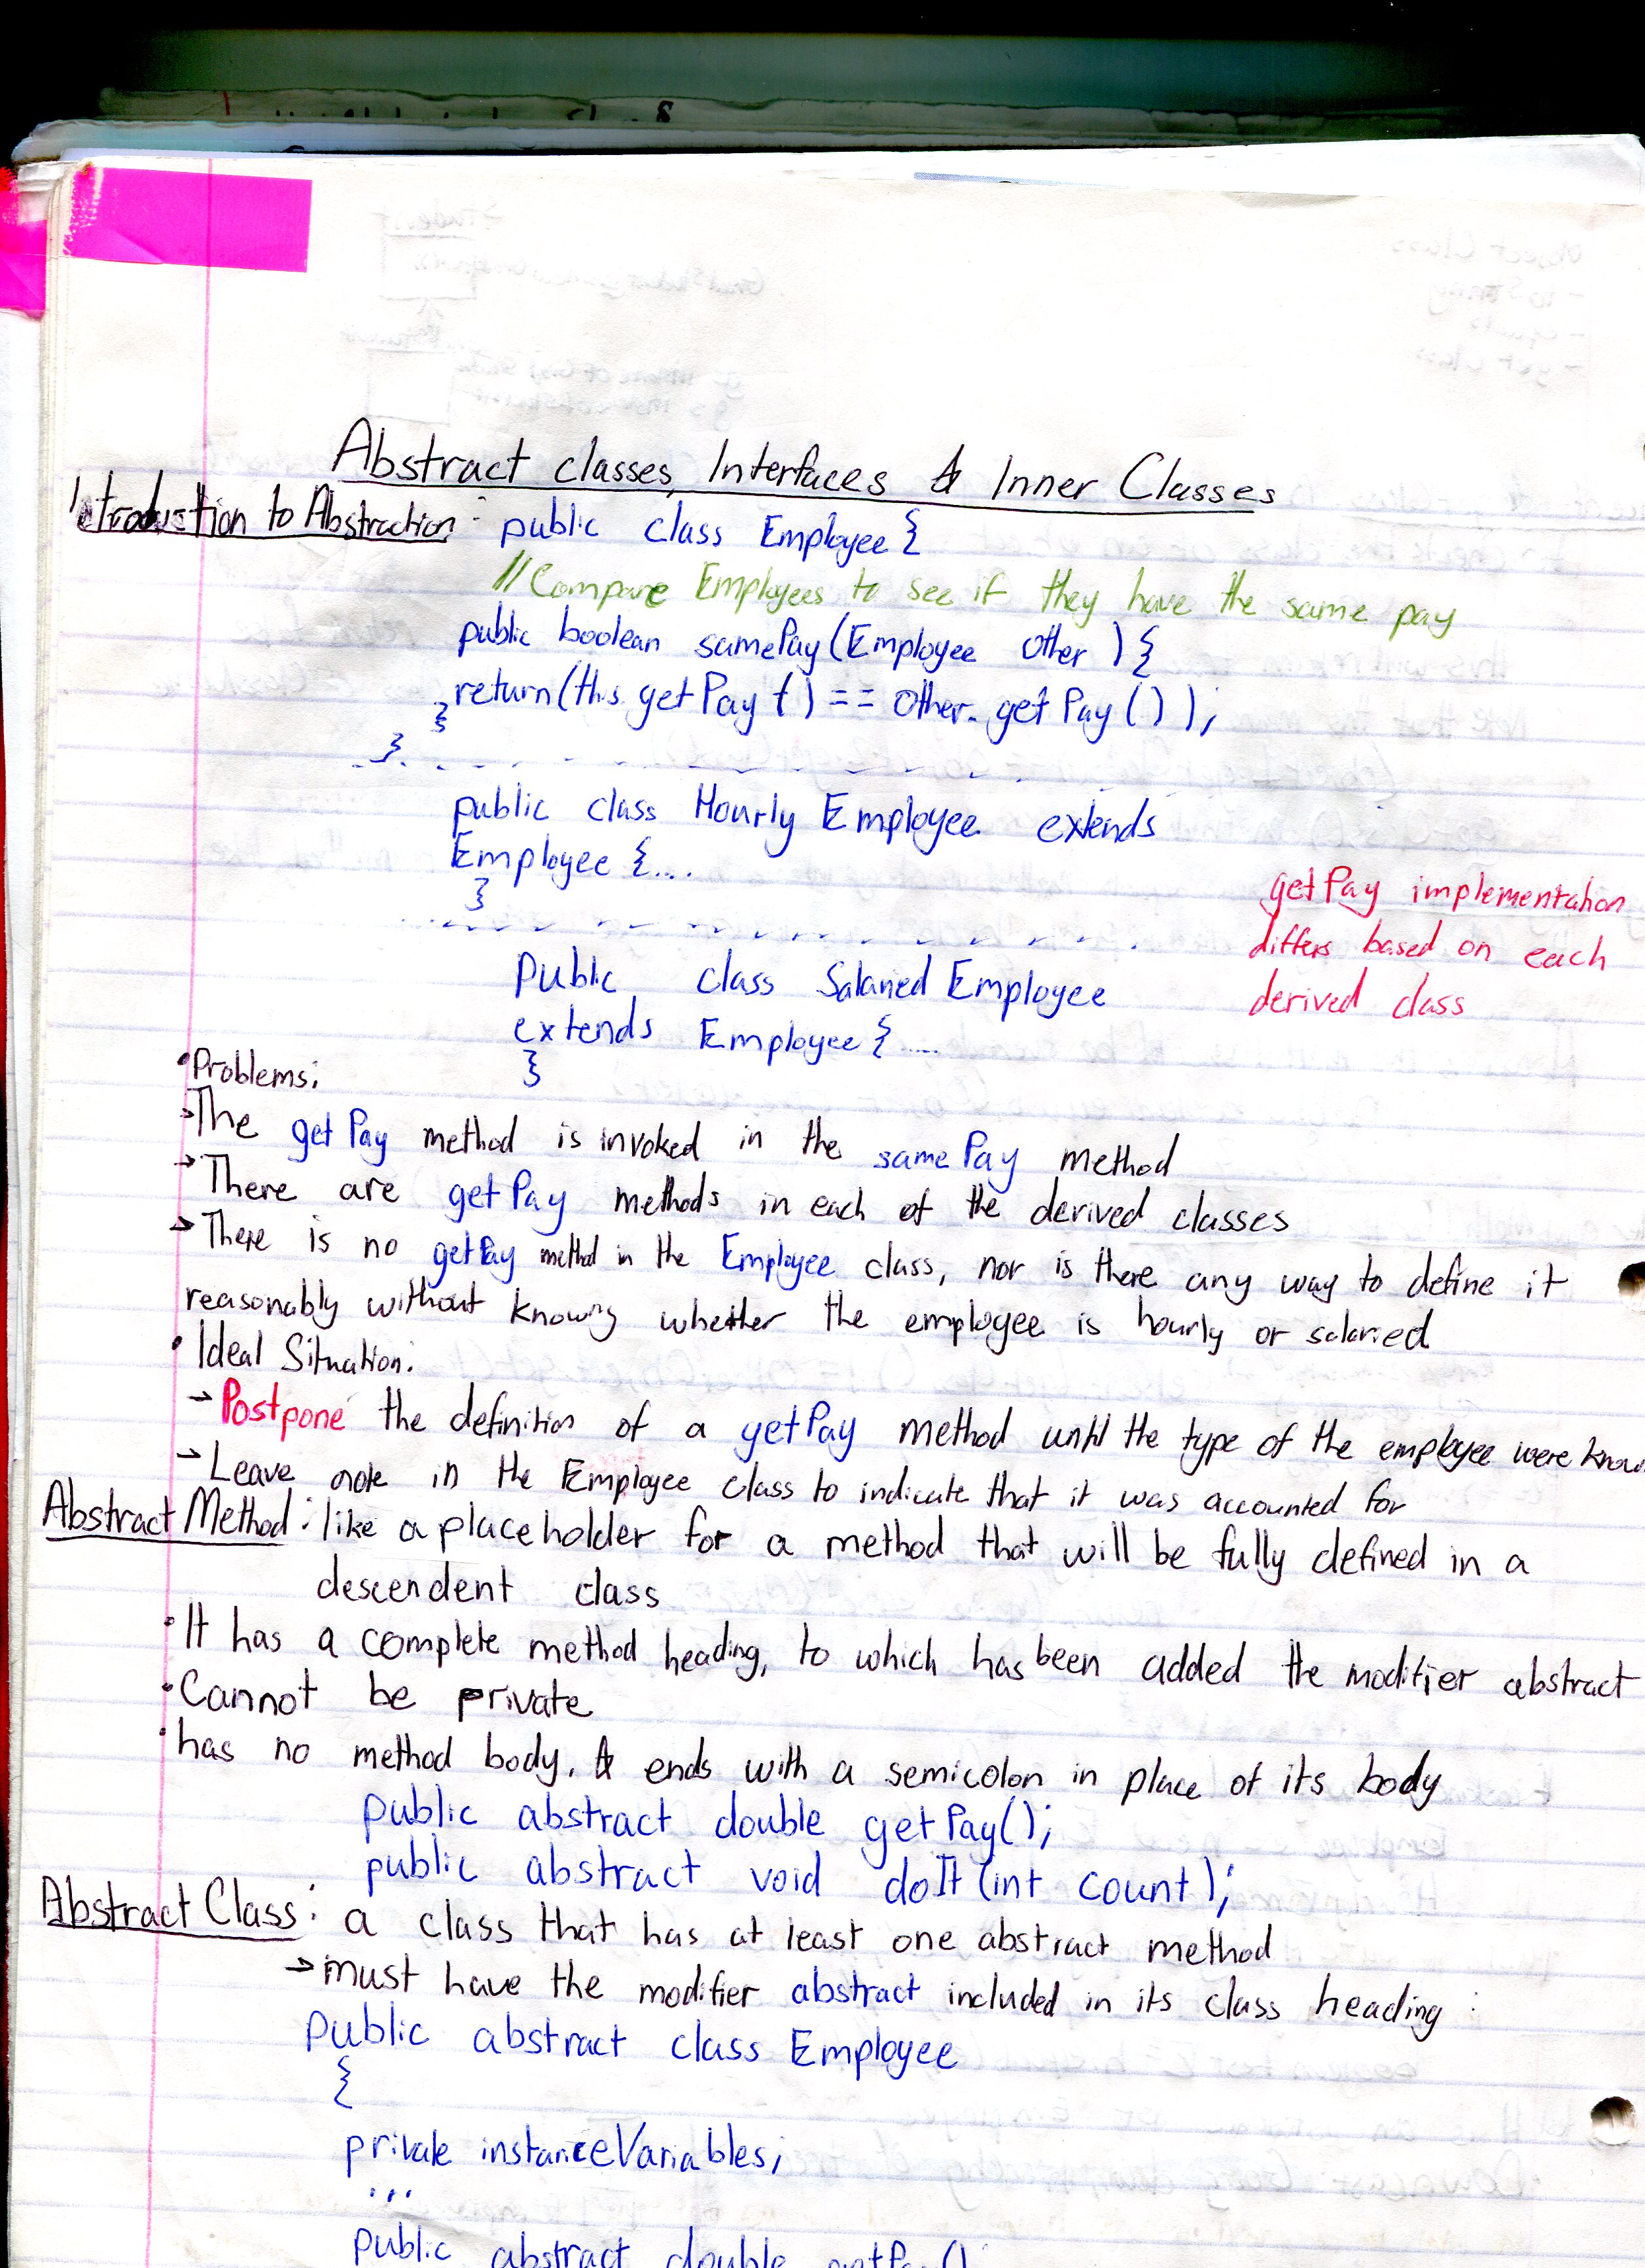 Abstract classes, Interfaces & Inner Classes
Introduction to Abstraction:
public class Employee {
//Compare Employees to see if they have the same pay
public boolean samePay(Employee other) {
return(this.getPay() == other.getPay());
}
}
public class HourlyEmployee extends
Employee {...
}
getPay implementation
differs based on each
derived class
Public class SalariedEmployee
extends Employee { ....
}
• Problems:
→ The getPay method is invoked in the samePay method
→ There are getPay methods in each of the derived classes
→ There is no getPay method in the Employee class, nor is there any way to define it
reasonably without knowing whether the employee is hourly or salaried
• Ideal Situation:
→ Postpone the definition of a getPay method until the type of the employee were know
→ Leave note in the Employee class to indicate that it was accounted for
Abstract Method: like a placeholder for a method that will be fully defined in a
descendent class
• It has a complete method heading, to which has been added the modifier abstract
• Cannot be private
• has no method body, & ends with a semicolon in place of its body
public abstract double getPay();
public abstract void doIt(int count);
Abstract Class: a class that has at least one abstract method
→ must have the modifier abstract included in its class heading:
Public abstract class Employee
{
private instanceVariables;
...
public abstract double getPay()